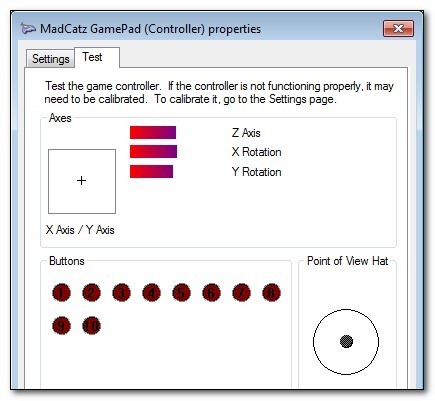 MadCatz GamePad (Controller) properties
Settings Test
Test the game controller. If the controller is not functioning properly, it may
need to be calibrated. To calibrate it, go to the Settings page.
Axes
Z Axis
X Rotation
Y Rotation
X Axis / Y Axis
Buttons
1 2 3 4 5 6 7 8
9 10
Point of View Hat